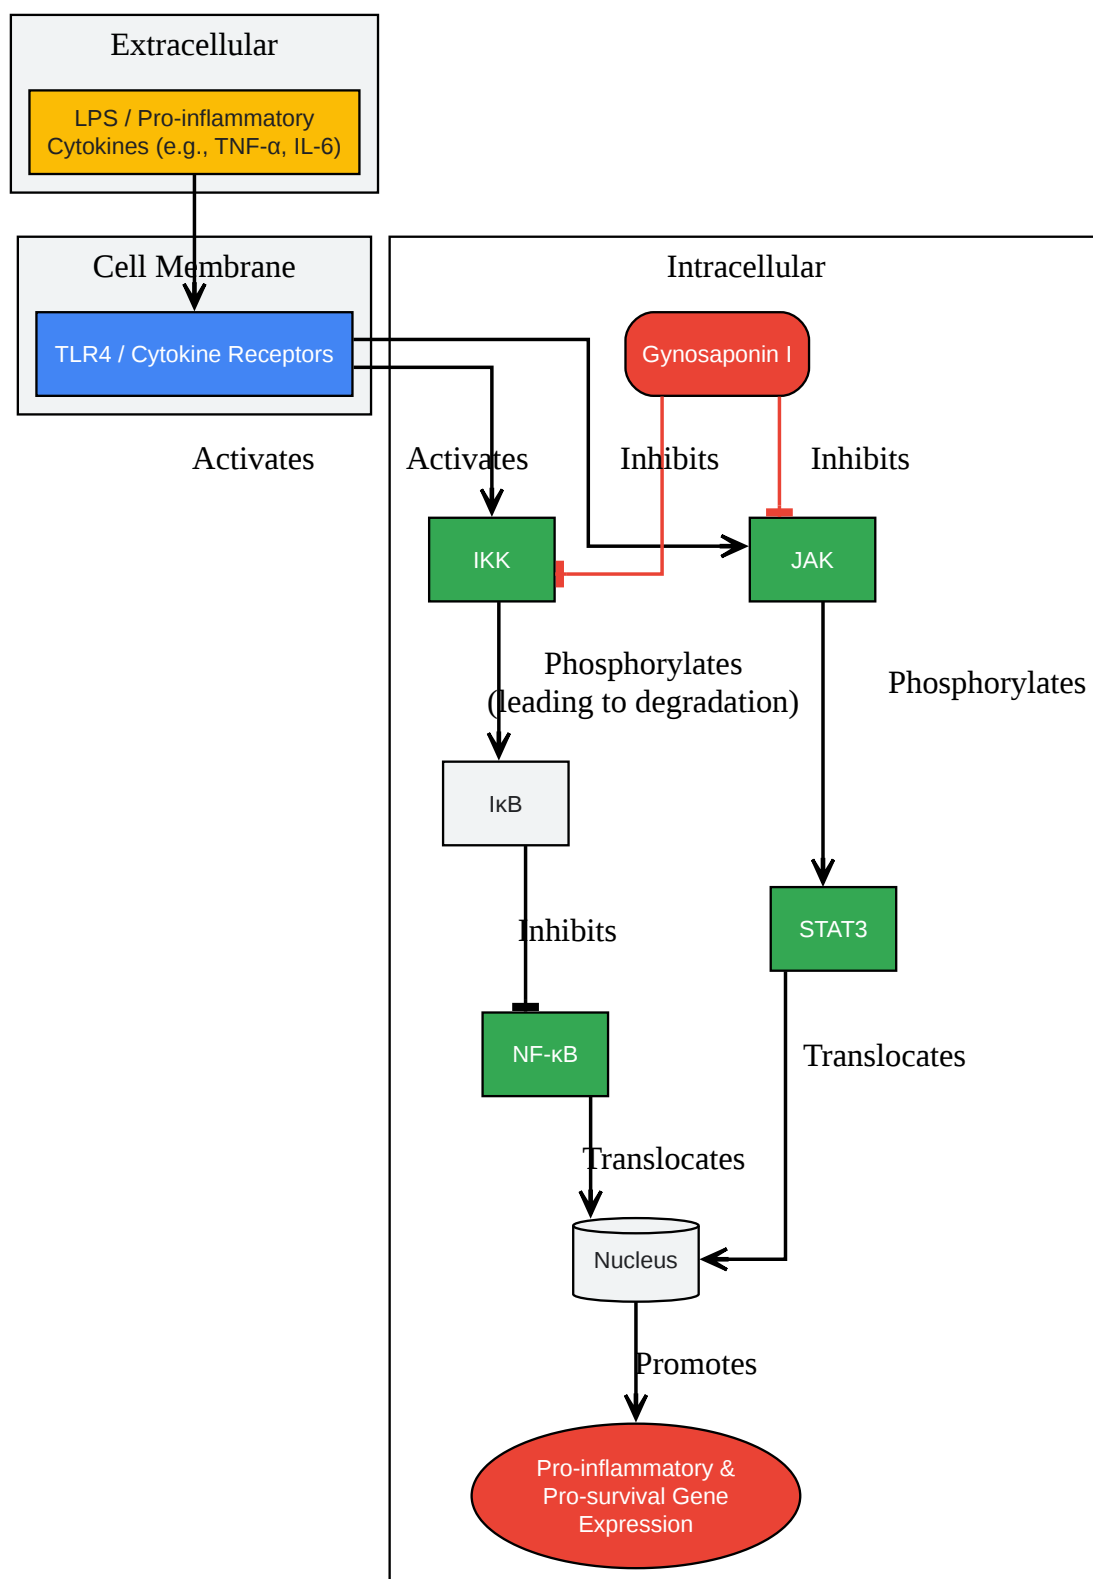 Extracellular
LPS / Pro-inflammatory
Cytokines (e.g., TNF-α, IL-6)
Cell Membrane
Intracellular
TLR4 / Cytokine Receptors
Gynosaponin I
Activates
Activates
Inhibits
Inhibits
IKK
JAK
Phosphorylates
(leading to degradation)
Phosphorylates
IκB
Inhibits
STAT3
NF-κB
Translocates
Translocates
Nucleus
Promotes
Pro-inflammatory &
Pro-survival Gene
Expression